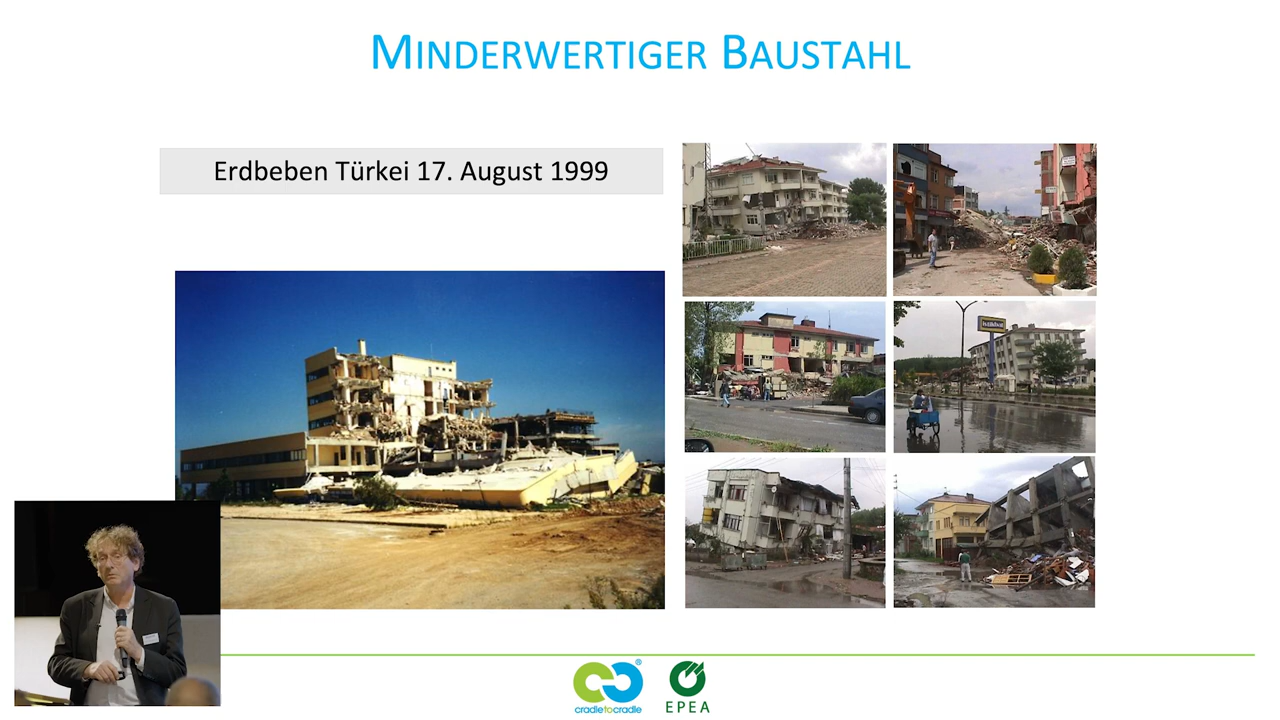 MINDERWERTIGER BAUSTAHL
Erdbeben Türkei 17. August 1999
cradletocradle®
EPEA